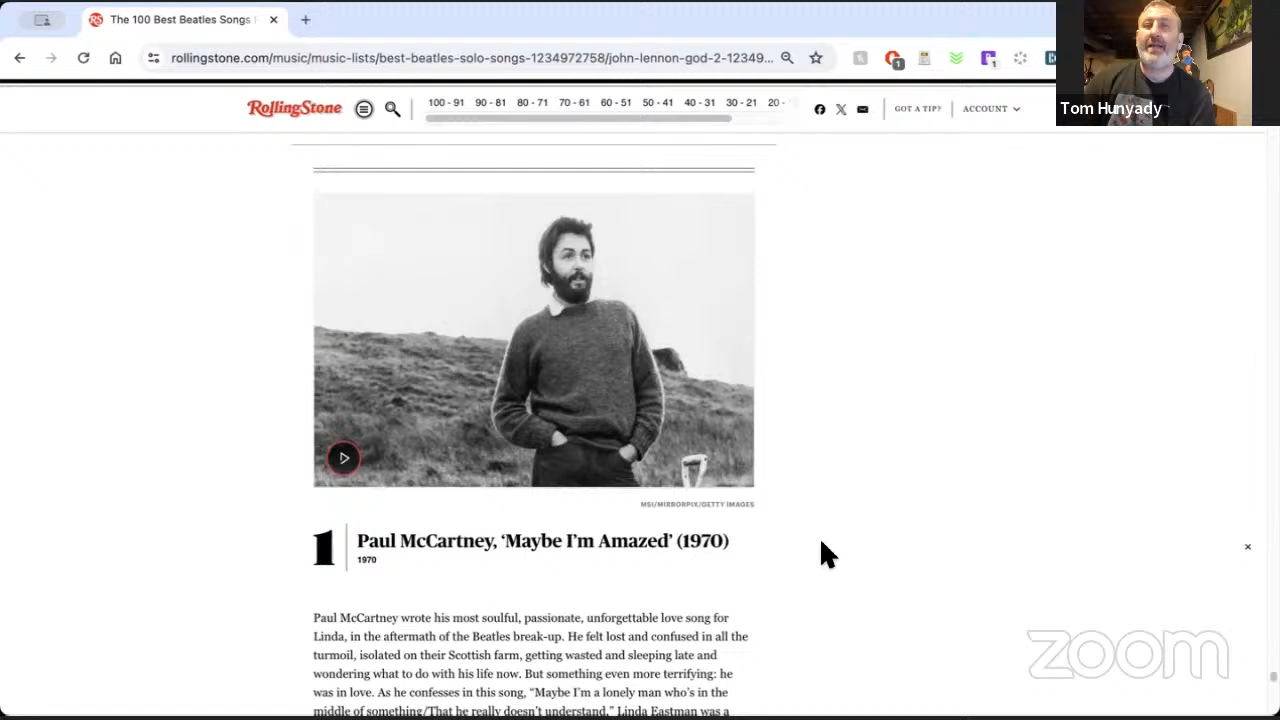 The 100 Best Beatles Songs
rollingstone.com/music/music-lists/best-beatles-solo-songs-1234972758/john-lennon-god-2-12349...
1
1
Tom Hunyady
RollingStone
100 - 91 90 - 81 80 - 71 70 - 61 60 - 51 50 - 41 40 - 31 30 - 21 20 -
GOT A TIP?
ACCOUNT
MSI/MIRRORPIX/GETTY IMAGES
1
Paul McCartney, ‘Maybe I’m Amazed’ (1970)
1970
Paul McCartney wrote his most soulful, passionate, unforgettable love song for
Linda, in the aftermath of the Beatles break-up. He felt lost and confused in all the
turmoil, isolated on their Scottish farm, getting wasted and sleeping late and
wondering what to do with his life now. But something even more terrifying: he
was in love. As he confesses in this song, “Maybe I’m a lonely man who’s in the
middle of something/That he really doesn’t understand,” Linda Eastman was a
zoom